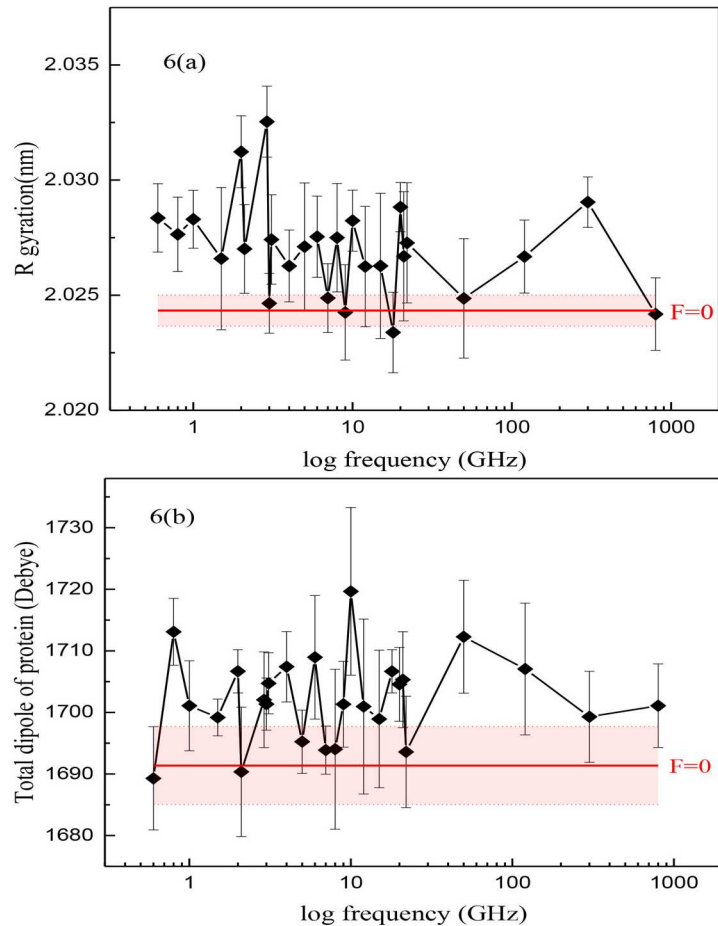 6(a)
R gyration(nm)
2.035
2.030
2.025
2.020
F=0
1
10
100
1000
log frequency (GHz)
6(b)
Total dipole of protein (Debye)
1730
1720
1710
1700
1690
1680
F=0
1
10
100
1000
log frequency (GHz)